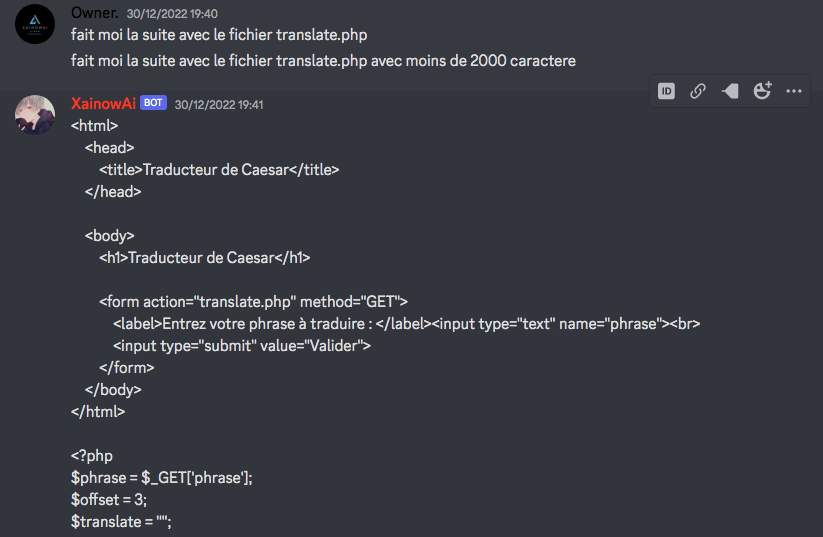 Owner. 30/12/2022 19:40
fait moi la suite avec le fichier translate.php
fait moi la suite avec le fichier translate.php avec moins de 2000 caractere
ID
XainowAi BOT 30/12/2022 19:41
<html>
<head>
<title>Traducteur de Caesar</title>
</head>
<body>
<h1>Traducteur de Caesar</h1>
<form action="translate.php" method="GET">
<label>Entrez votre phrase à traduire : </label><input type="text" name="phrase"><br>
<input type="submit" value="Valider">
</form>
</body>
</html>
<?php
$phrase = $_GET['phrase'];
$offset = 3;
$translate = "";